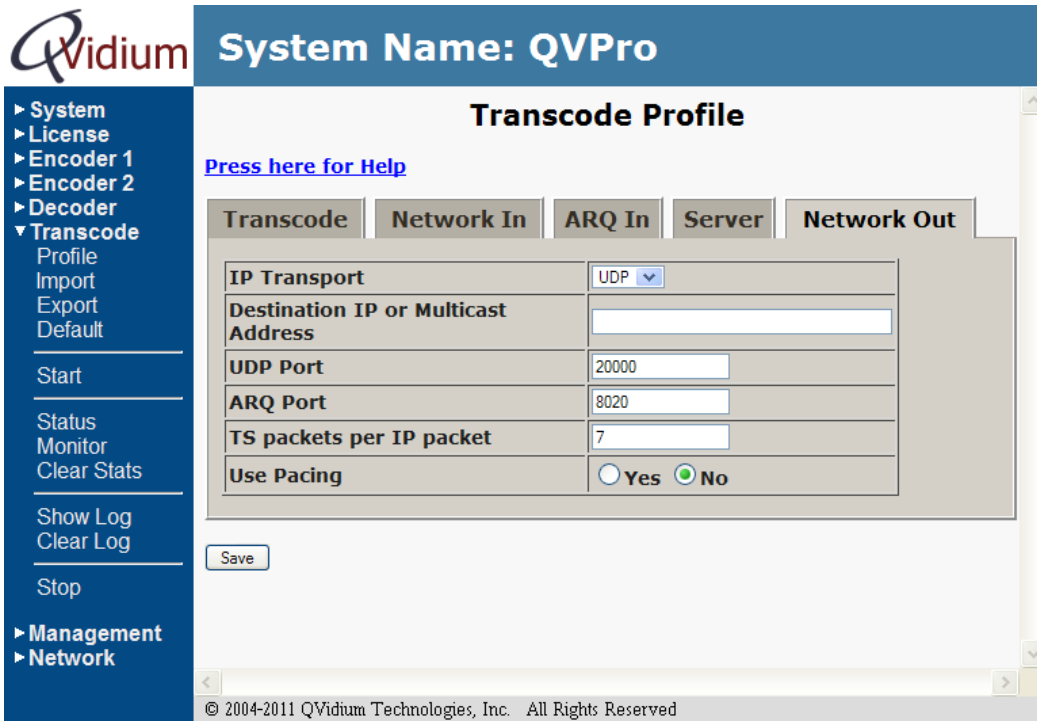 QVidium
System Name: QVPro
System
License
Encoder 1
Encoder 2
Decoder
Transcode
Profile
Import
Export
Default
Start
Status
Monitor
Clear Stats
Show Log
Clear Log
Stop
Management
Network
Transcode Profile
Press here for Help
Transcode
Network In
ARQ In
Server
Network Out
IP Transport
UDP
Destination IP or Multicast
Address
UDP Port
20000
ARQ Port
8020
TS packets per IP packet
7
Use Pacing
Yes No
Save
© 2004-2011 QVidium Technologies, Inc. All Rights Reserved